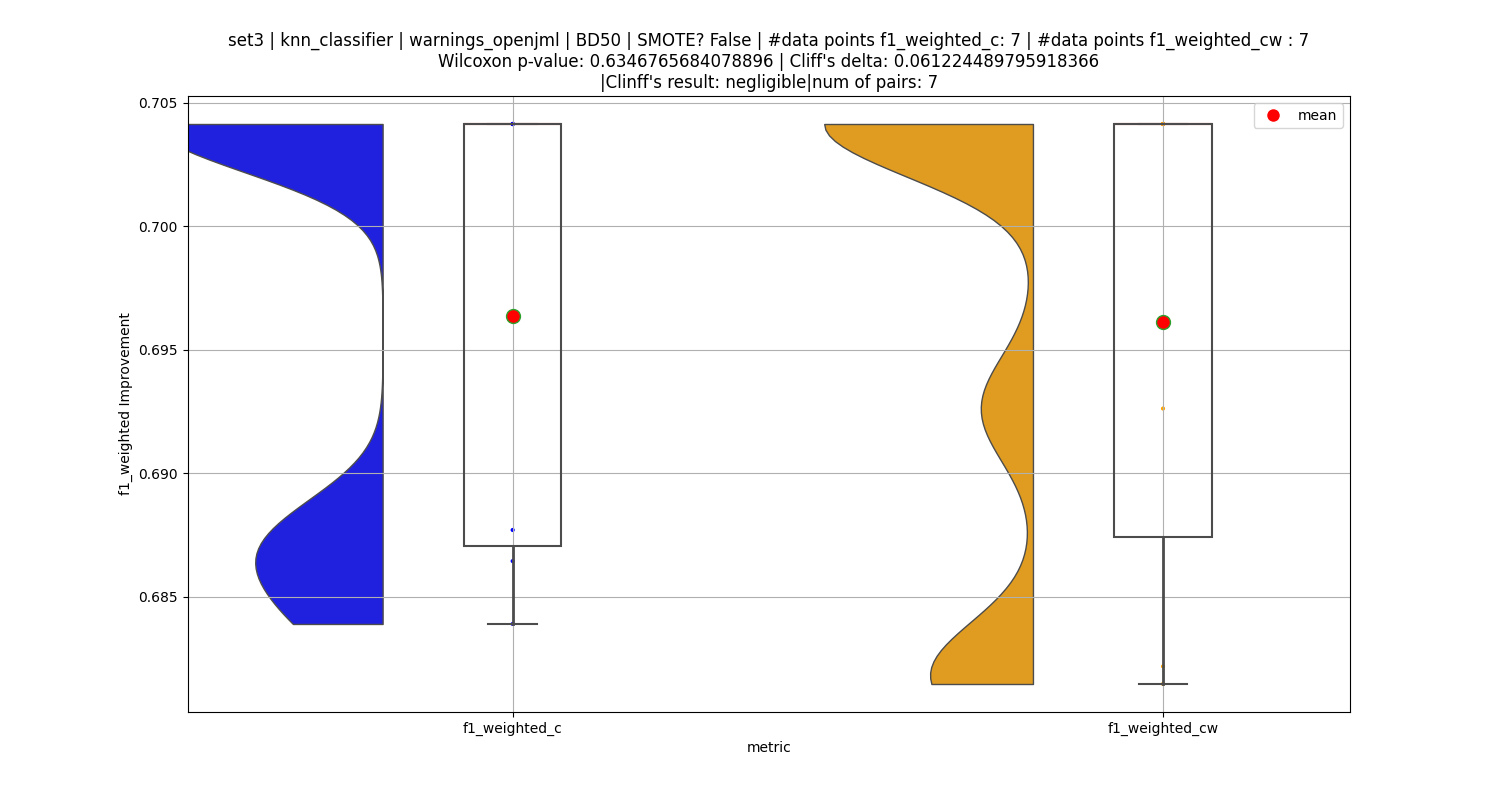 set3 | knn_classifier | warnings_openjml | BD50 | SMOTE? False | #data points f1_weighted_c: 7 | #data points f1_weighted_cw : 7
Wilcoxon p-value: 0.6346765684078896 | Cliff's delta: 0.061224489795918366
|Clinff's result: negligible|num of pairs: 7
mean
f1_weighted Improvement
0.705
0.700
0.695
0.690
0.685
f1_weighted_c
f1_weighted_cw
metric